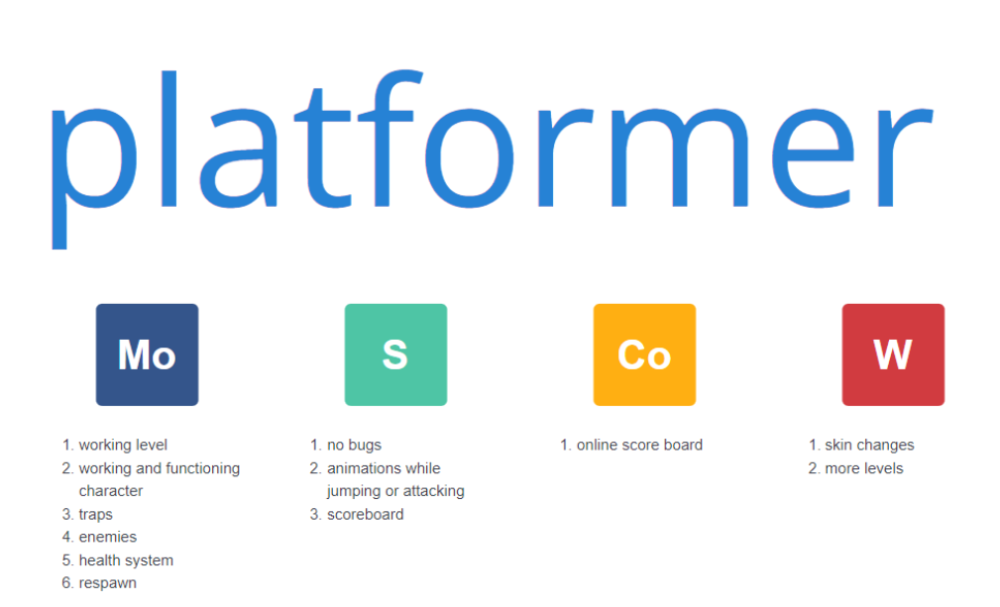 platformer
Mo
S
Co
W
1. working level
2. working and functioning
character
3. traps
4. enemies
5. health system
6. respawn
1. no bugs
2. animations while
jumping or attacking
3. scoreboard
1. online score board
1. skin changes
2. more levels